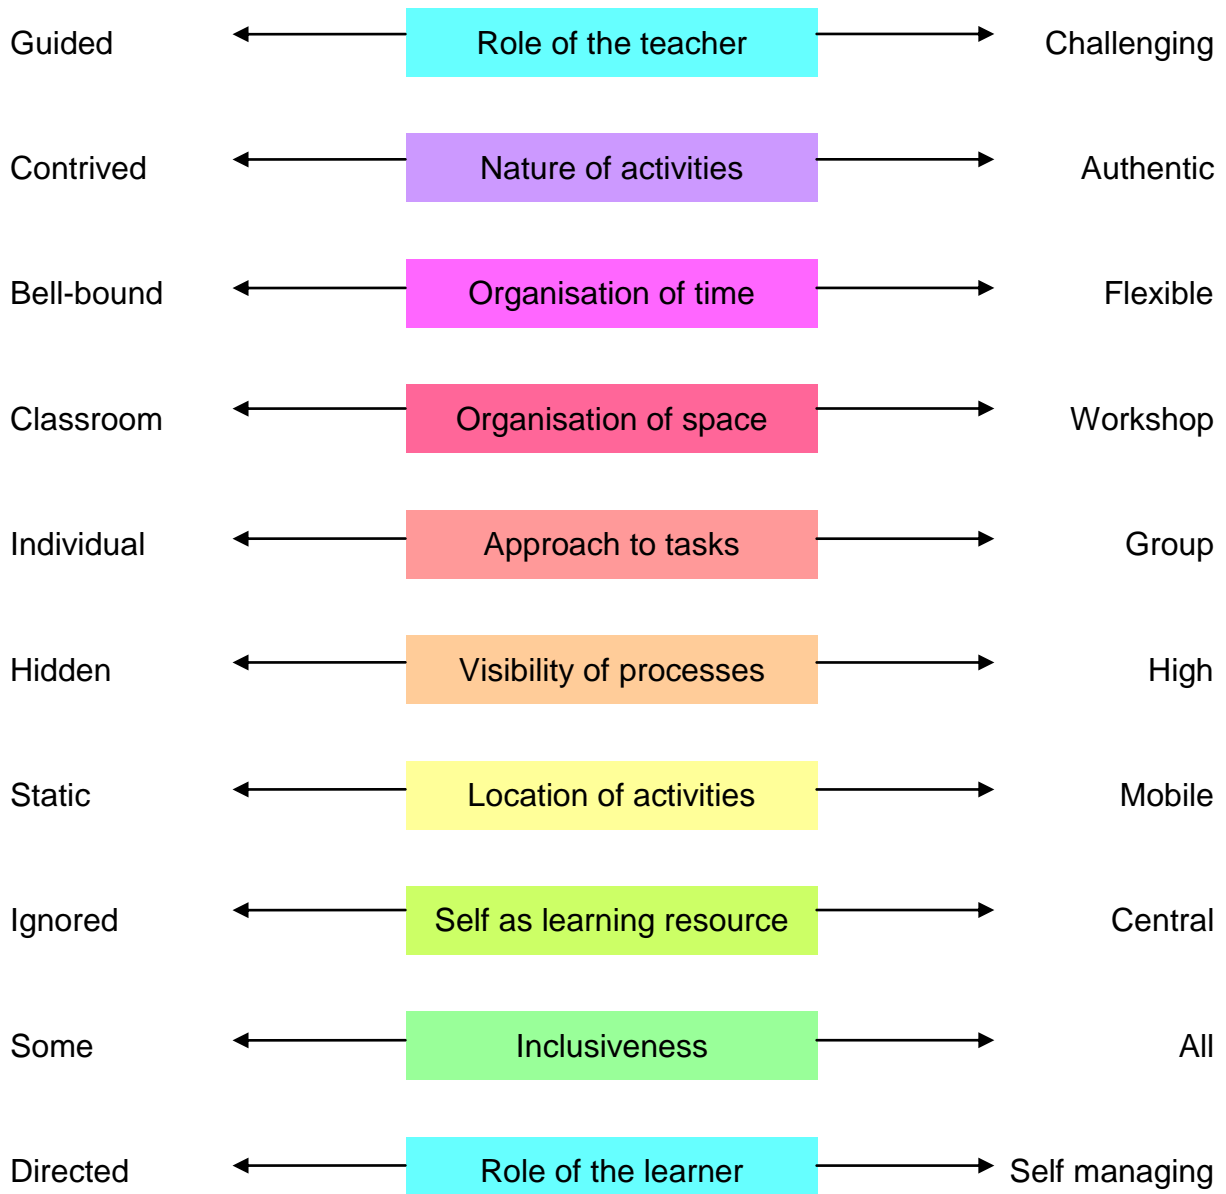 Guided Role of the teacher Challenging
Contrived Nature of activities Authentic
Bell-bound Organisation of time Flexible
Classroom Organisation of space Workshop
Individual Approach to tasks Group
Hidden Visibility of processes High
Static Location of activities Mobile
Ignored Self as learning resource Central
Some Inclusiveness All
Directed Role of the learner Self managing